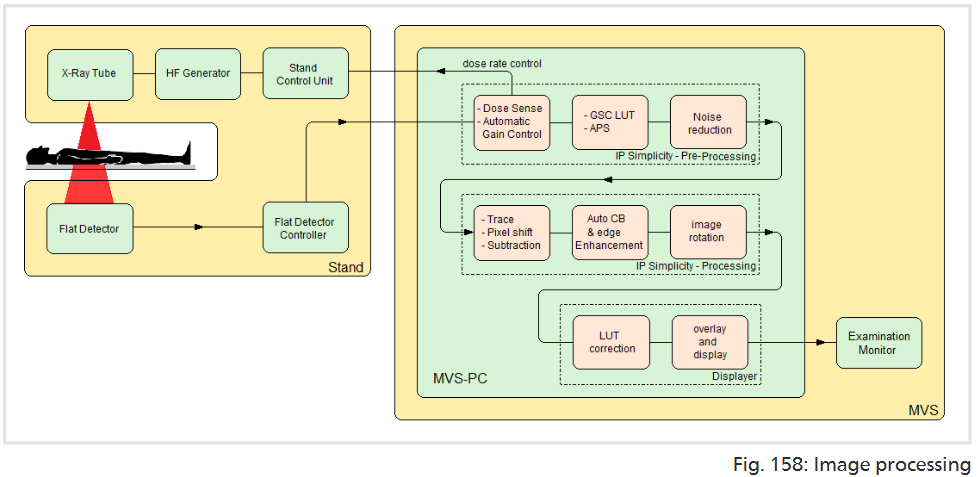 X-Ray Tube
HF Generator
Stand
Control Unit
Flat Detector
Flat Detector
Controller
Stand
dose rate control
- Dose Sense
- Automatic
Gain Control
- GSC LUT
- APS
Noise
reduction
IP Simplicity - Pre-Processing
- Trace
- Pixel shift
- Subtraction
Auto CB
& edge
Enhancement
image
rotation
IP Simplicity - Processing
LUT
correction
overlay
and
display
Displayer
MVS-PC
Examination
Monitor
MVS
Fig. 158: Image processing